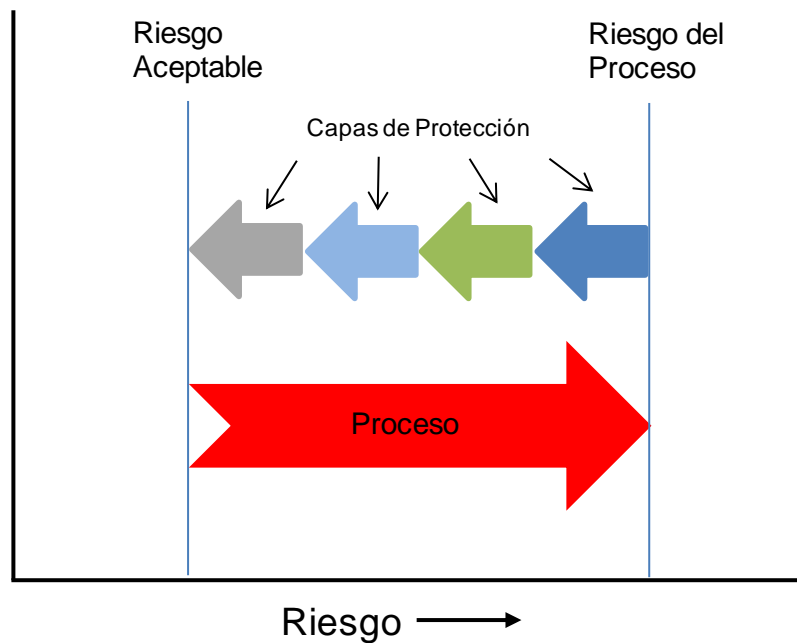 Riesgo
Aceptable
Riesgo del
Proceso
Capas de Protección
Proceso
Riesgo